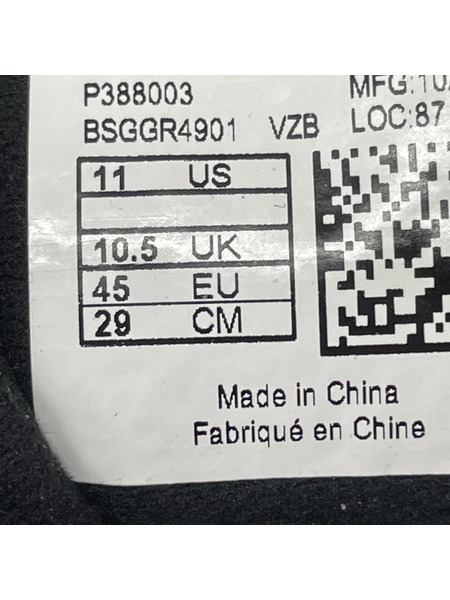 P388003 MFG:10
BSGGR4901 VZB LOC:87
11 US
10.5 UK
45 EU
29 CM
Made in China
Fabriqué en Chine